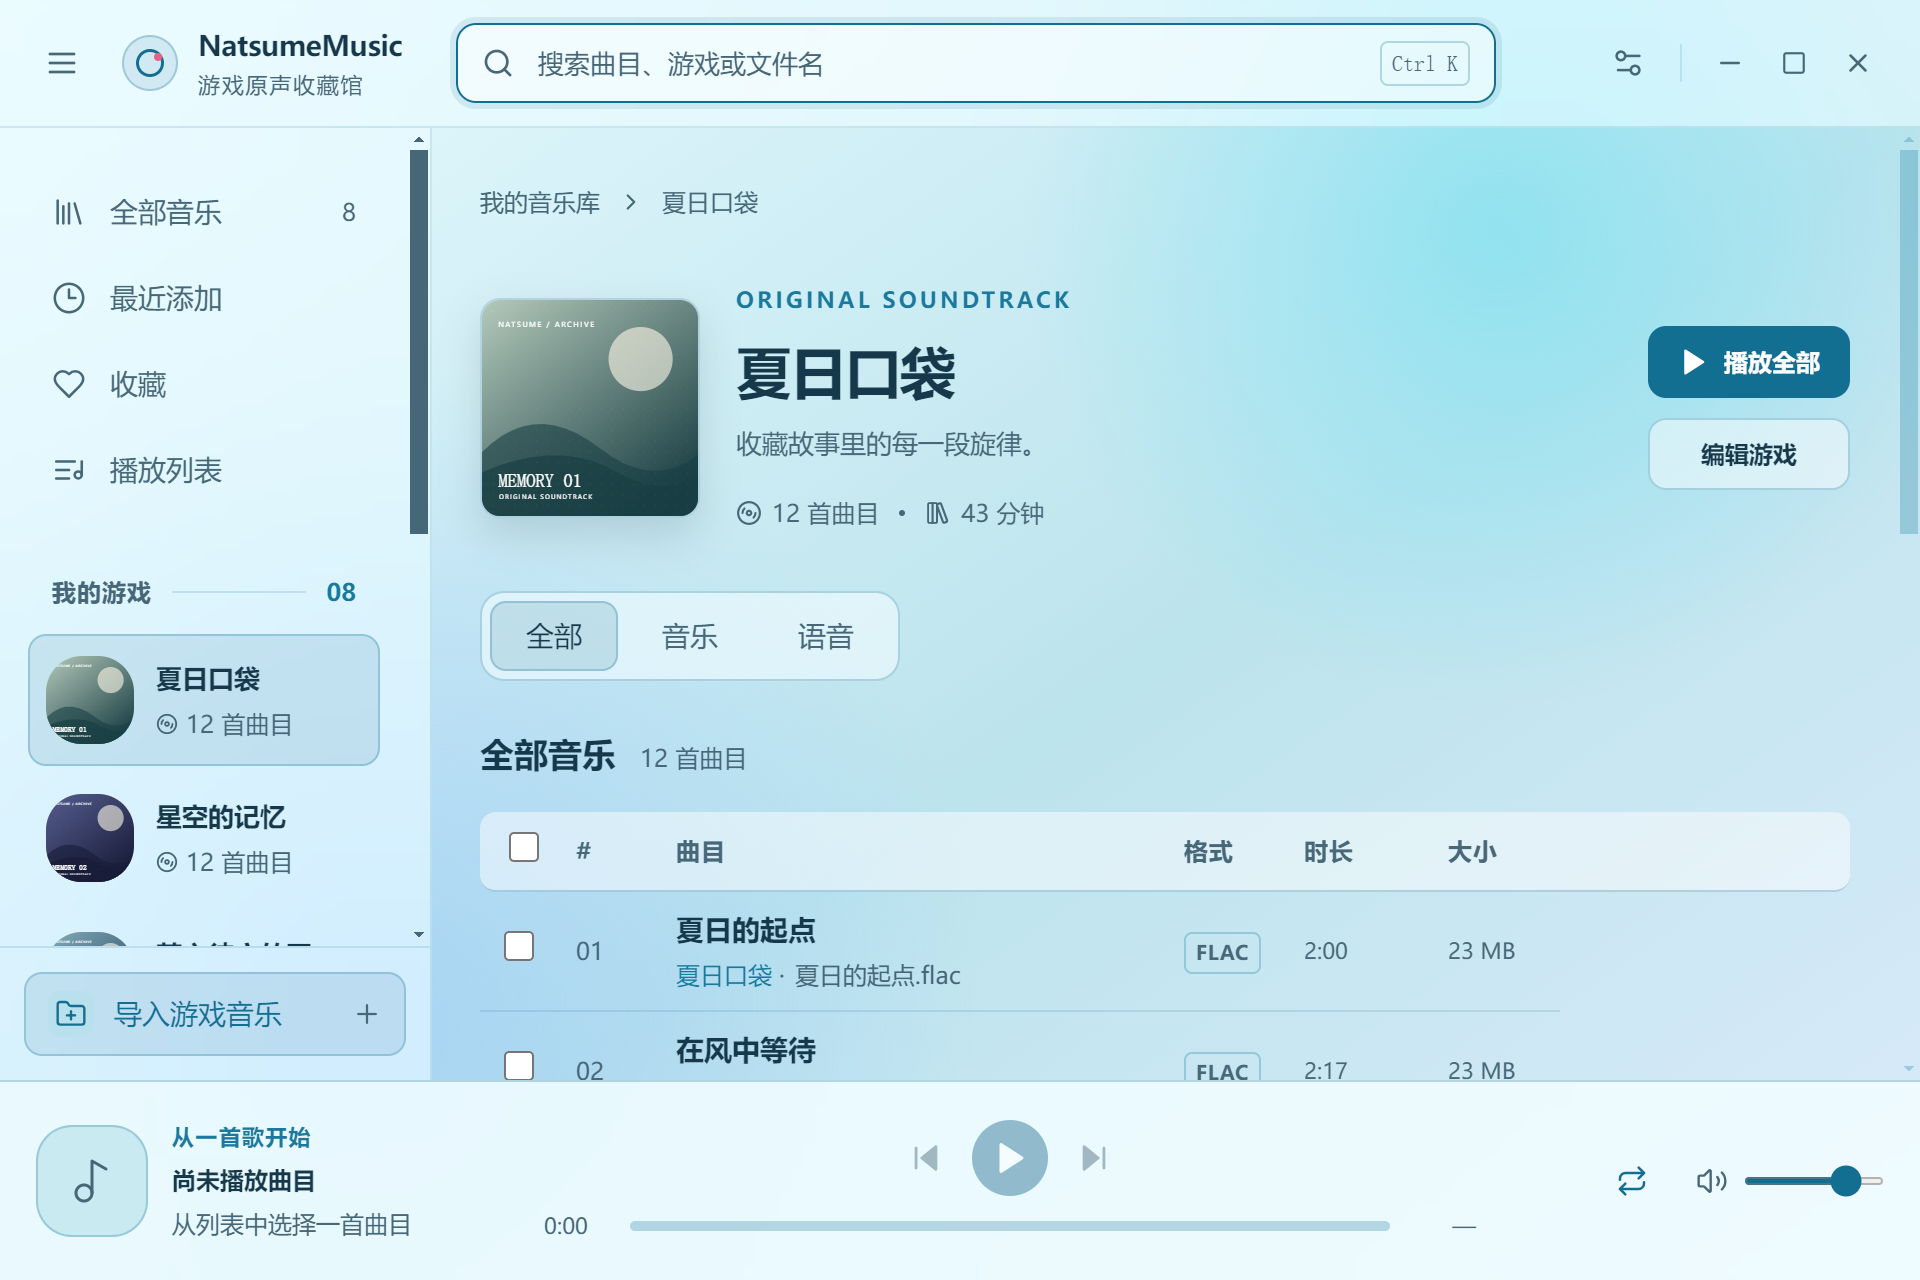 NatsumeMusic
游戏原声收藏馆
搜索曲目、游戏或文件名
Ctrl K
全部音乐 8
最近添加
收藏
播放列表
我的游戏 08
夏日口袋
12 首曲目
星空的记忆
12 首曲目
导入游戏音乐
我的音乐库 > 夏日口袋
NATSUME / ARCHIVE
MEMORY 01
ORIGINAL SOUNDTRACK
ORIGINAL SOUNDTRACK
夏日口袋
收藏故事里的每一段旋律。
12 首曲目 • 43 分钟
播放全部
编辑游戏
全部 音乐 语音
全部音乐 12 首曲目
# 曲目 格式 时长 大小
01 夏日的起点 FLAC 2:00 23 MB
夏日口袋 · 夏日的起点.flac
02 在风中等待 FLAC 2:17 23 MB
从一首歌开始
尚未播放曲目
从列表中选择一首曲目
0:00 —